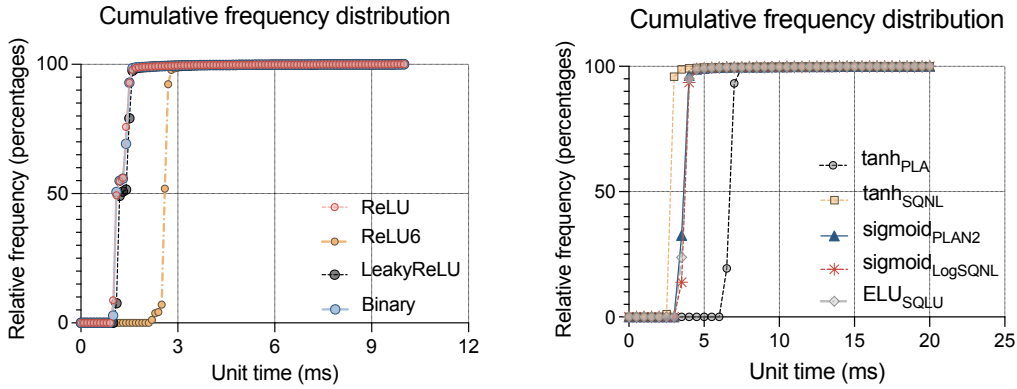 Cumulative frequency distribution
Relative frequency (percentages)
100
50
0
ReLU
ReLU6
LeakyReLU
Binary
0 3 6 9 12
Unit time (ms)
Cumulative frequency distribution
Relative frequency (percentages)
100
50
0
tanhPLA
tanhSQNL
sigmoidPLAN2
sigmoidLogSQNL
ELUSQLU
0 5 10 15 20 25
Unit time (ms)